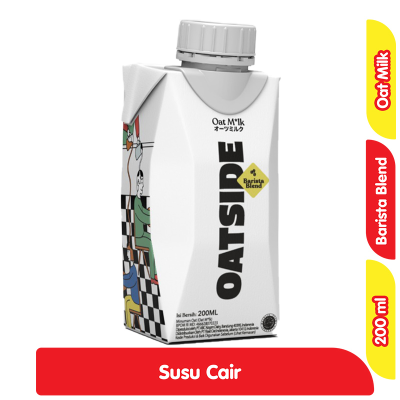 Oat M*lk
オーツミルク
OATSIDE
Barista
Blend
Isi Bersih: 200ML
Oat Milk
Barista Blend
200 ml
Susu Cair